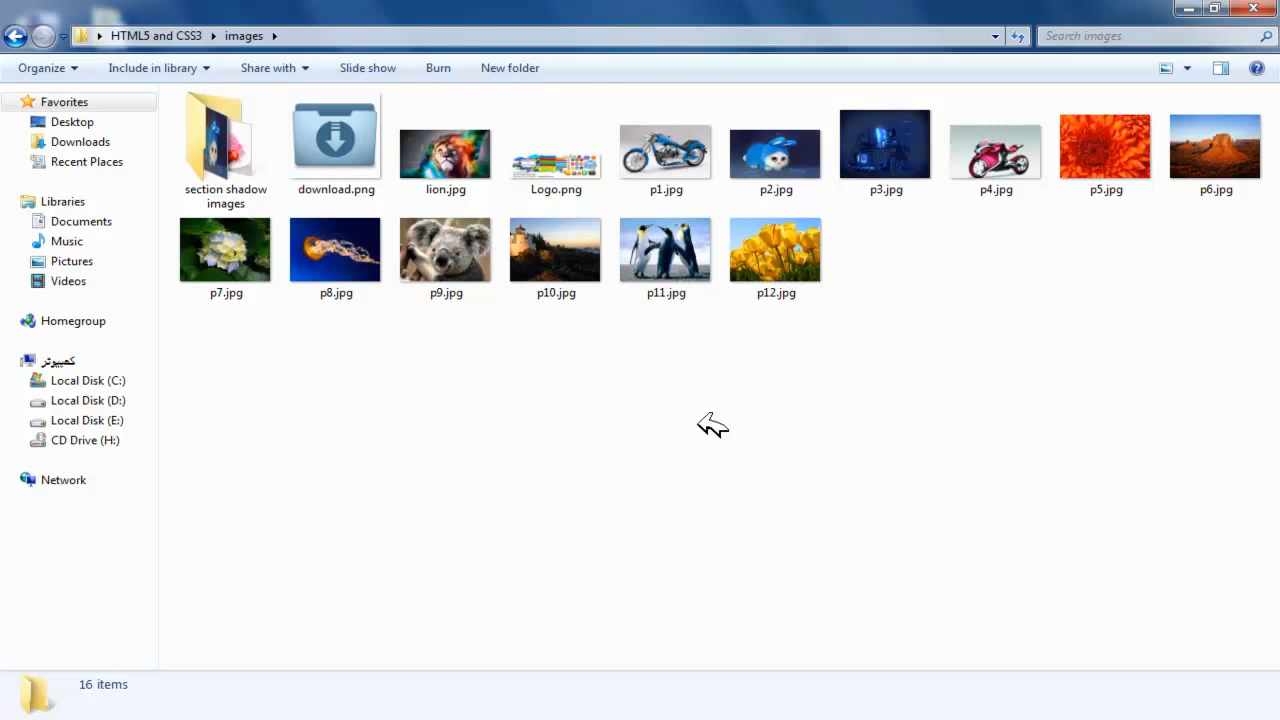 HTML5 and CSS3 images
Search images
Organize Include in library Share with Slide show Burn New folder
Favorites
Desktop
Downloads
Recent Places
Libraries
Documents
Music
Pictures
Videos
Homegroup
کمپیوٹر
Local Disk (C:)
Local Disk (D:)
Local Disk (E:)
CD Drive (H:)
Network
section shadow
images
download.png
lion.jpg
Logo.png
p1.jpg
p2.jpg
p3.jpg
p4.jpg
p5.jpg
p6.jpg
p7.jpg
p8.jpg
p9.jpg
p10.jpg
p11.jpg
p12.jpg
16 items